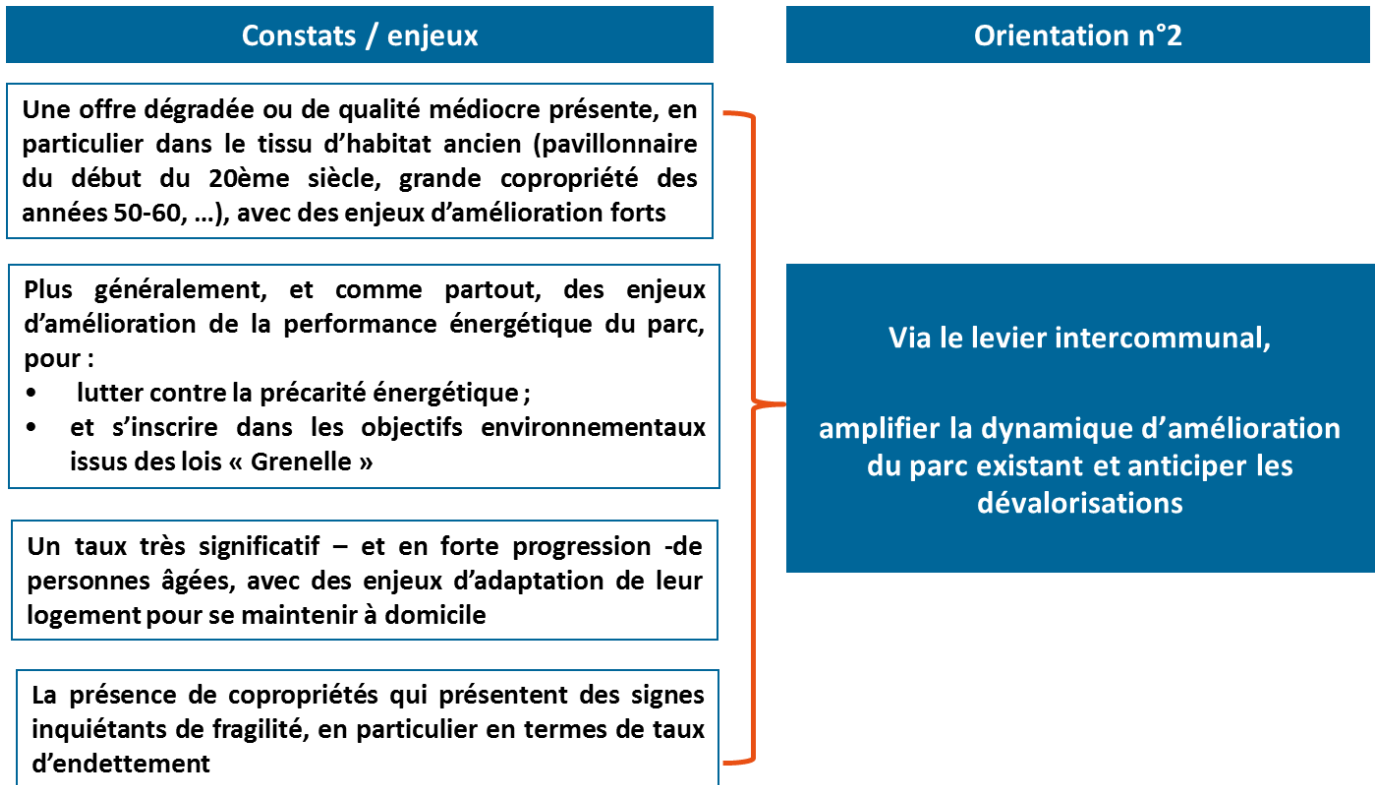 Constats / enjeux
Une offre dégradée ou de qualité médiocre présente, en
particulier dans le tissu d'habitat ancien (pavillonnaire
du début du 20ème siècle, grande copropriété des
années 50-60, …), avec des enjeux d'amélioration forts
Plus généralement, et comme partout, des enjeux
d'amélioration de la performance énergétique du parc,
pour :
• lutter contre la précarité énergétique ;
• et s'inscrire dans les objectifs environnementaux
issus des lois « Grenelle »
Un taux très significatif – et en forte progression -de
personnes âgées, avec des enjeux d'adaptation de leur
logement pour se maintenir à domicile
La présence de copropriétés qui présentent des signes
inquiétants de fragilité, en particulier en termes de taux
d'endettement
Orientation n°2
Via le levier intercommunal,
amplifier la dynamique d'amélioration
du parc existant et anticiper les
dévalorisations